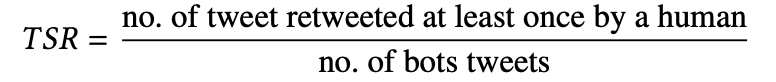 TSR = no. of tweet retweeted at least once by a human
no. of bots tweets